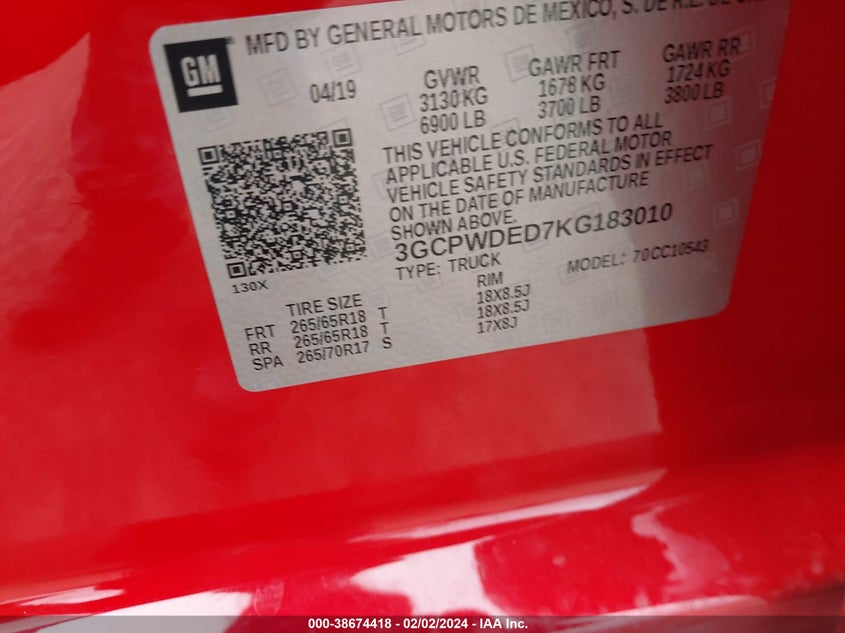 GM
MFD BY GENERAL MOTORS DE MEXICO, S. DE R.L. DE
04/19
GVWR GAWR FRT GAWR RR
3130 KG 1678 KG 1724 KG
6900 LB 3700 LB 3800 LB
THIS VEHICLE CONFORMS TO ALL
APPLICABLE U.S. FEDERAL MOTOR
VEHICLE SAFETY STANDARDS IN EFFECT
ON THE DATE OF MANUFACTURE
SHOWN ABOVE.
3GCPWDED7KG183010
TYPE: TRUCK MODEL: 70CC10543
130X
TIRE SIZE RIM
FRT 265/65R18 T 18X8.5J
RR 265/65R18 T 18X8.5J
SPA 265/70R17 S 17X8J
000-38674418 - 02/02/2024 - IAA Inc.